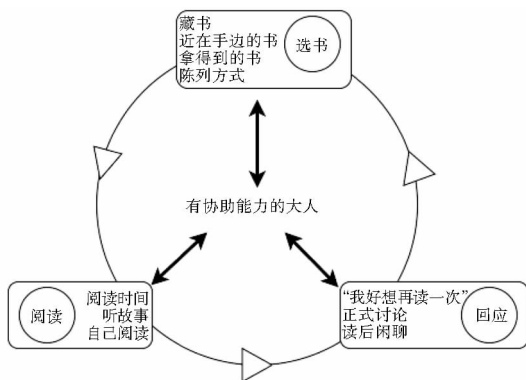 藏书
近在手边的书
拿得到的书
陈列方式
选书
有协助能力的大人
阅读
阅读时间
听故事
自己阅读
“我好想再读一次”
正式讨论
读后闲聊
回应